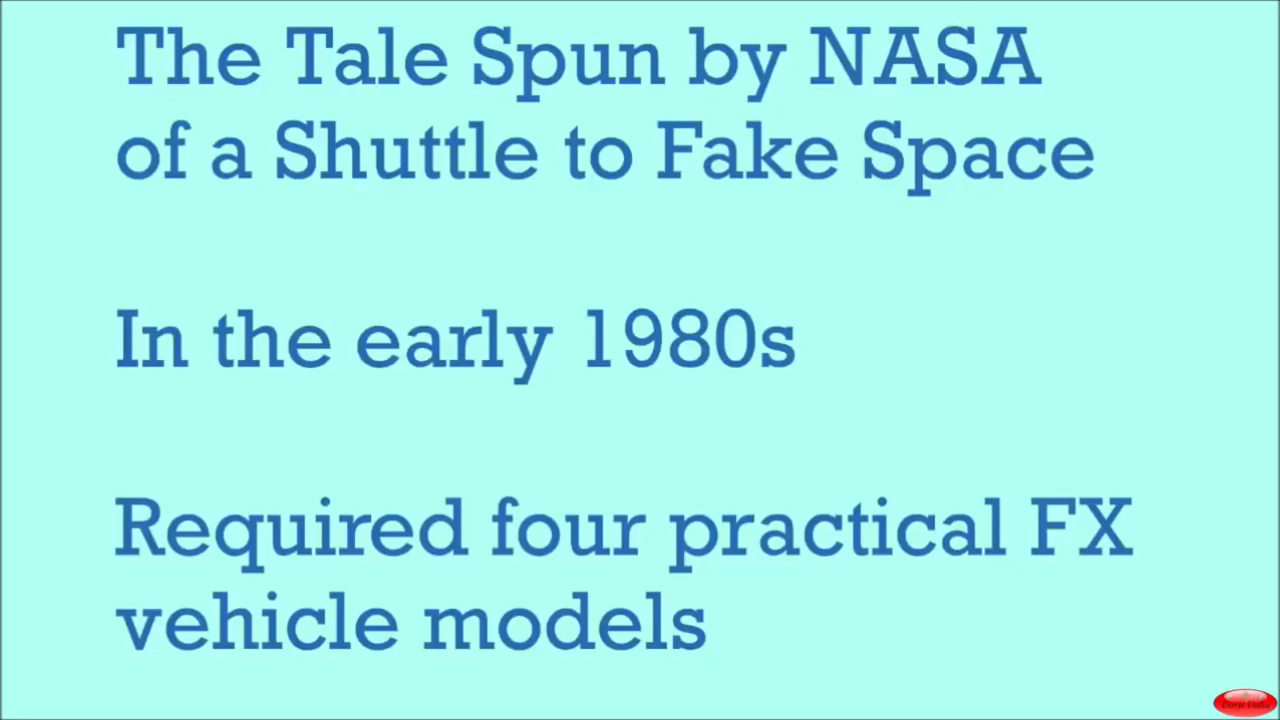 The Tale Spun by NASA
of a Shuttle to Fake Space
In the early 1980s
Required four practical FX
vehicle models